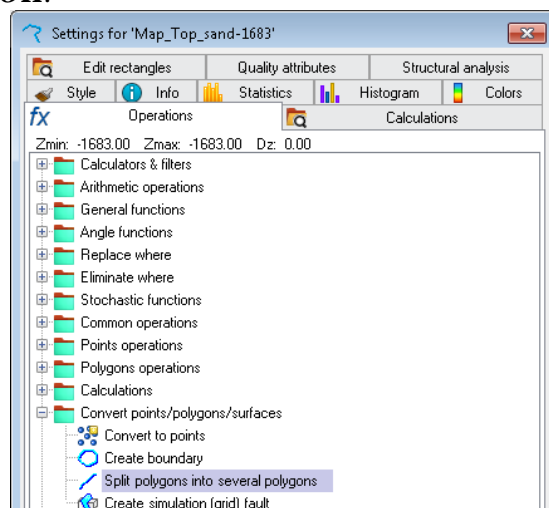 Settings for 'Map_Top_sand-1683'
Edit rectangles Quality attributes Structural analysis
Style Info Statistics Histogram Colors
fx Operations Calculations
Zmin: -1683.00 Zmax: -1683.00 Dz: 0.00
Calculators & filters
Arithmetic operations
General functions
Angle functions
Replace where
Eliminate where
Stochastic functions
Common operations
Points operations
Polygons operations
Calculations
Convert points/polygons/surfaces
Convert to points
Create boundary
Split polygons into several polygons
Create simulation (grid) fault